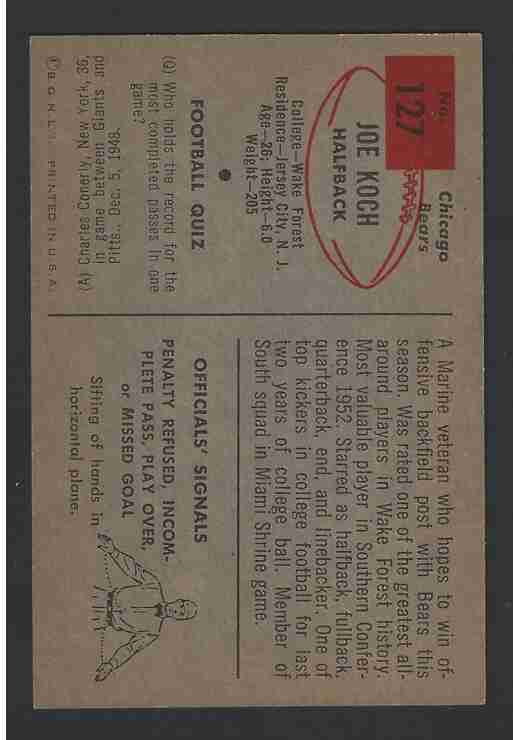 No.
127
Chicago
Bears
JOE KOCH
HALFBACK
College—Wake Forest
Residence—Jersey City, N. J.
Age—26; Height—6.0
Weight—205
A Marine veteran who hopes to win of-
fensive backfield post with Bears this
season. Was rated one of the greatest all-
around players in Wake Forest history.
Most valuable player in Southern Confer-
ence 1952. Starred as halfback, fullback,
quarterback, end, and linebacker. One of
top kickers in college football for last
two years of college ball. Member of
South squad in Miami Shrine game.
FOOTBALL QUIZ
(Q) Who holds the record for the
most completed passes in one
game?
(A) Charles Conerly, New York, 36,
in game between Giants and
Pitts., Dec. 5, 1948.
© B.G.H.L.I. PRINTED IN U.S.A.
OFFICIALS' SIGNALS
PENALTY REFUSED, INCOM-
PLETE PASS, PLAY OVER,
or MISSED GOAL
Sifting of hands in
horizontal plane.